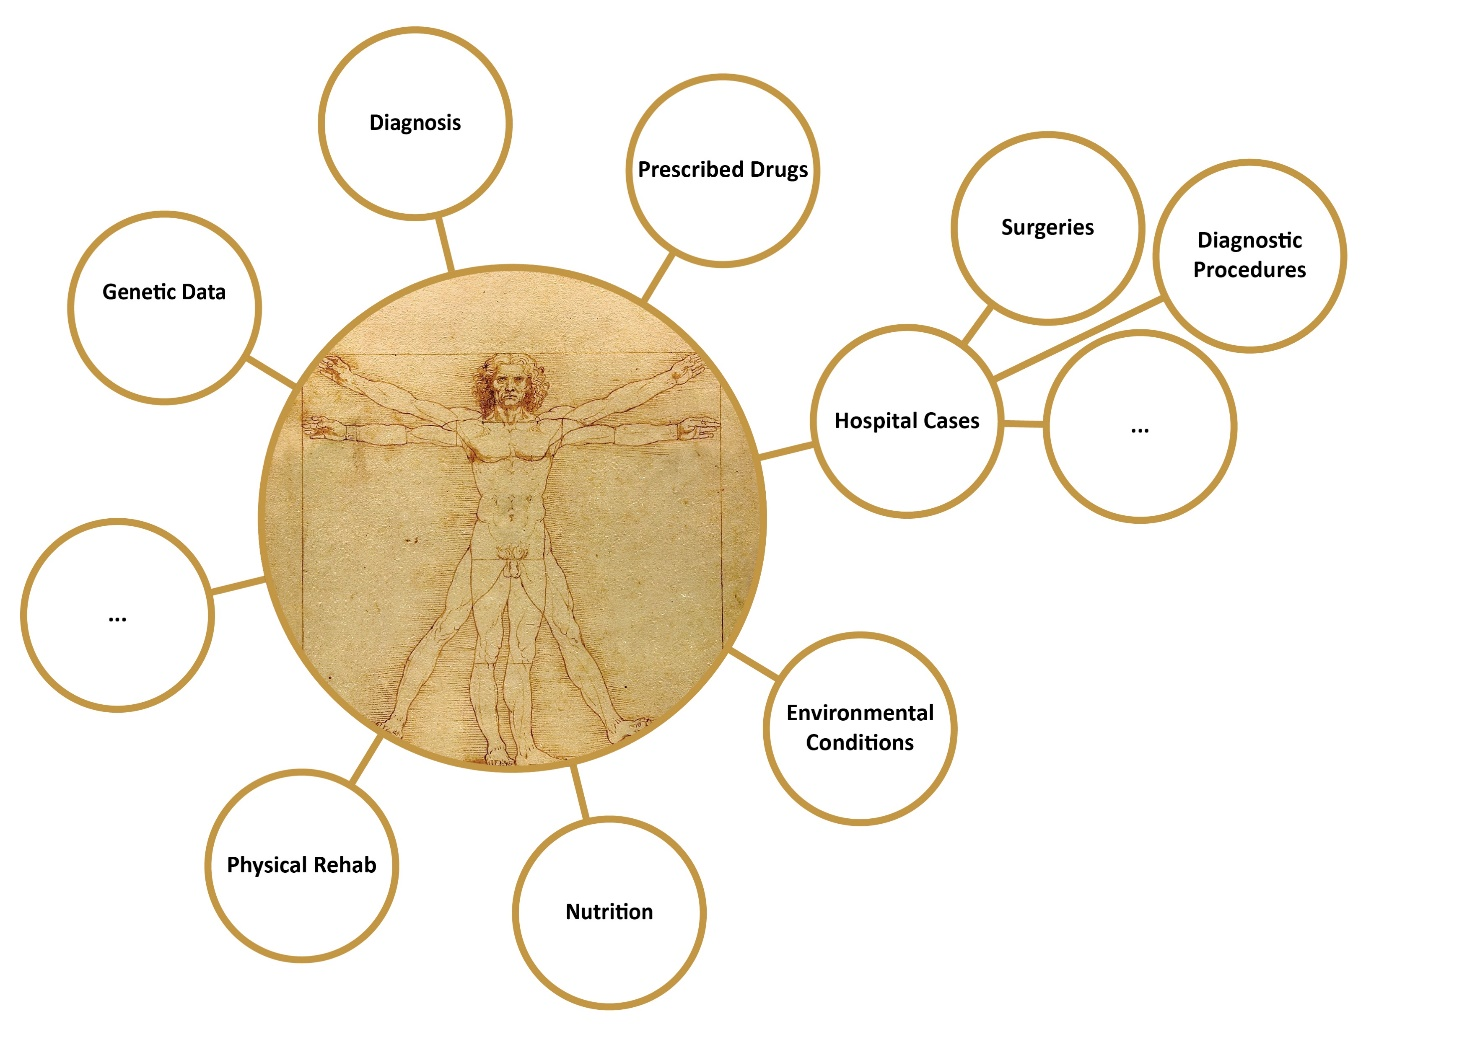 Diagnosis
Prescribed Drugs
Surgeries
Diagnostic
Procedures
Genetic Data
Hospital Cases
...
...
Environmental
Conditions
Physical Rehab
Nutrition